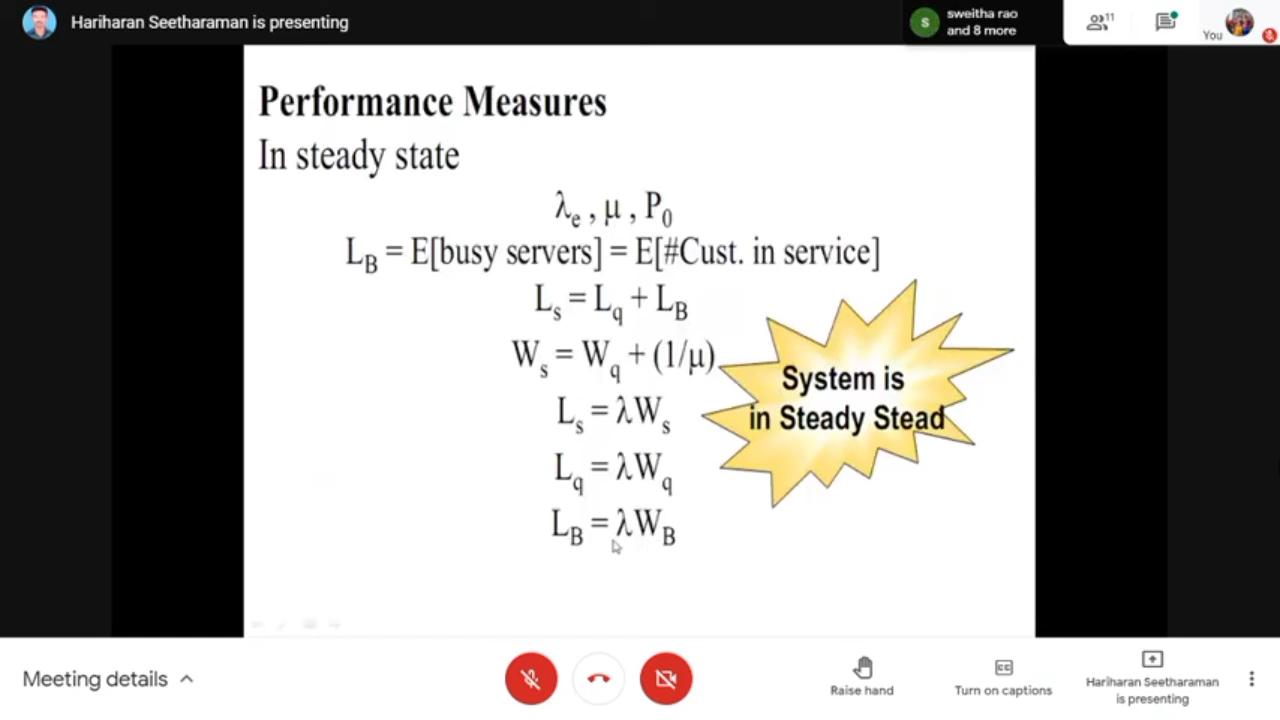 Hariharan Seetharaman is presenting
S
sweitha rao
and 8 more
11
You
Performance Measures
In steady state
λe , μ , P0
LB = E[busy servers] = E[#Cust. in service]
Ls = Lq + LB
Ws = Wq + (1/μ)
Ls = λWs
Lq = λWq
LB = λWB
System is
in Steady Stead
Meeting details
Raise hand
CC
Turn on captions
Hariharan Seetharaman
is presenting